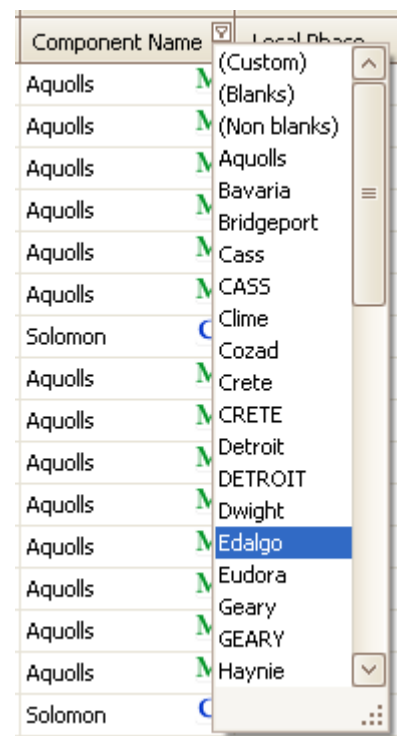 Component Name
Local Phase
Aquolls
Aquolls
Aquolls
Aquolls
Aquolls
Aquolls
Solomon
Aquolls
Aquolls
Aquolls
Aquolls
Aquolls
Aquolls
Aquolls
Aquolls
Solomon
(Custom)
(Blanks)
(Non blanks)
Aquolls
Bavaria
Bridgeport
Cass
CASS
Clime
Cozad
Crete
CRETE
Detroit
DETROIT
Dwight
Edalgo
Eudora
Geary
GEARY
Haynie